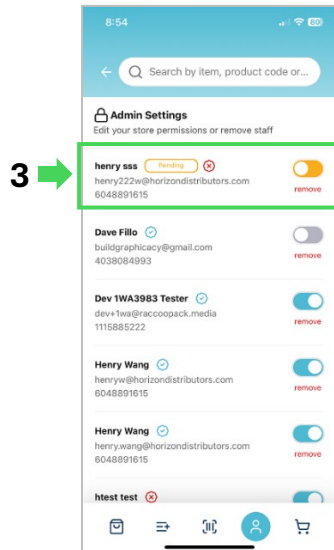 8:54
80
Search by item, product code or...
Admin Settings
Edit your store permissions or remove staff
3
henry sss Pending
henry222w@horizondistributors.com
6048891615
remove
Dave Fillo
buildgraphicacy@gmail.com
4038084993
remove
Dev 1WA3983 Tester
dev+1wa@raccoopack.media
1115885222
remove
Henry Wang
henryw@horizondistributors.com
6048891615
remove
Henry Wang
henry.wang@horizondistributors.com
6048891615
remove
htest test